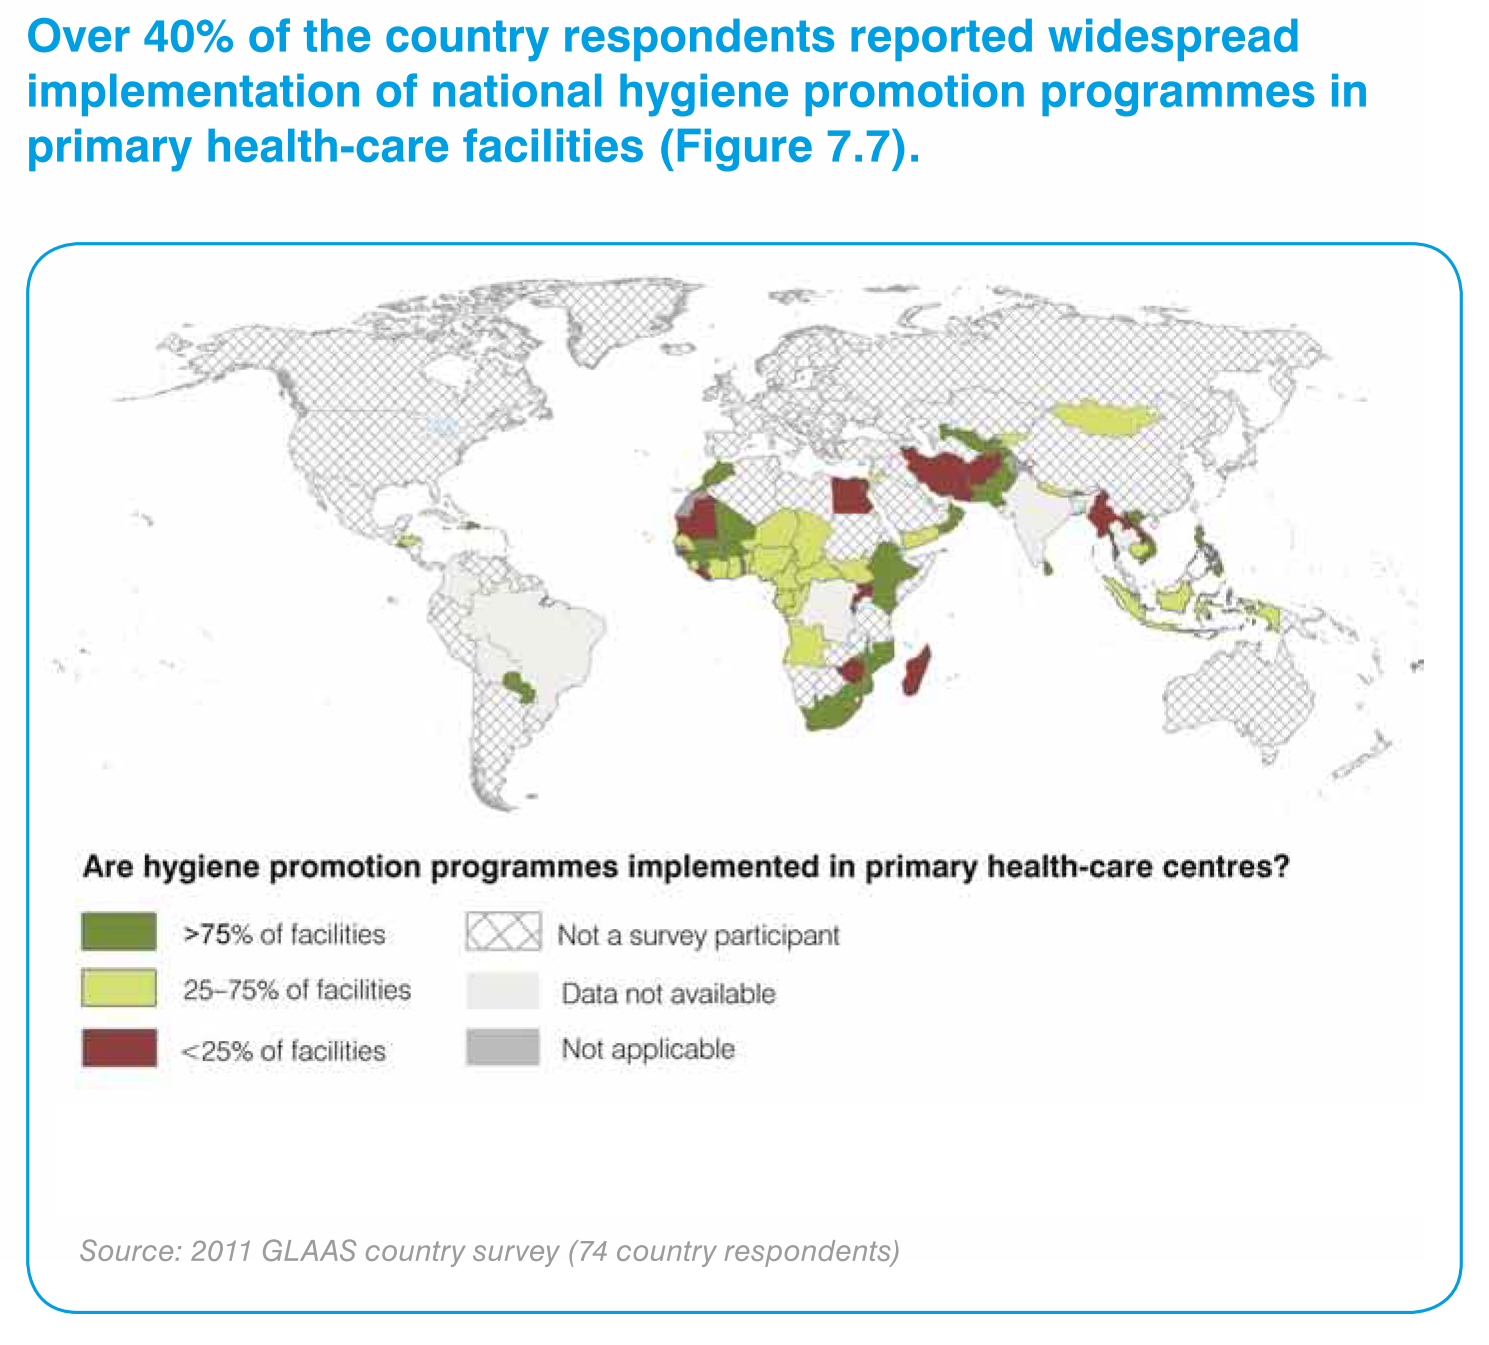 Over 40% of the country respondents reported widespread
implementation of national hygiene promotion programmes in
primary health-care facilities (Figure 7.7).
Are hygiene promotion programmes implemented in primary health-care centres?
>75% of facilities
25–75% of facilities
<25% of facilities
Not a survey participant
Data not available
Not applicable
Source: 2011 GLAAS country survey (74 country respondents)